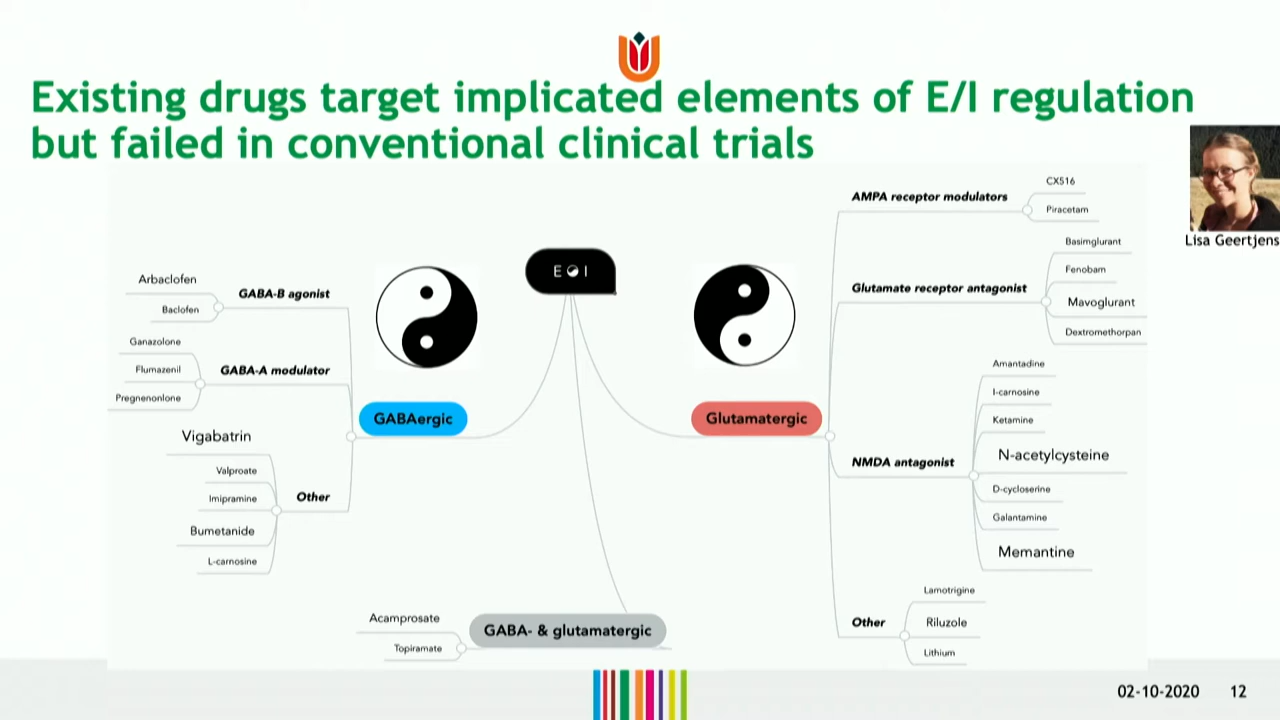 Existing drugs target implicated elements of E/I regulation
but failed in conventional clinical trials
Lisa Geertjens
E I
GABAergic
GABA-B agonist
Arbaclofen
Baclofen
GABA-A modulator
Ganazolone
Flumazenil
Pregnenonlone
Other
Vigabatrin
Valproate
Imipramine
Bumetanide
L-carnosine
GABA- & glutamatergic
Acamprosate
Topiramate
Glutamatergic
AMPA receptor modulators
CX516
Piracetam
Glutamate receptor antagonist
Basimglurant
Fenobam
Mavoglurant
Dextromethorpan
NMDA antagonist
Amantadine
l-carnosine
Ketamine
N-acetylcysteine
D-cycloserine
Galantamine
Memantine
Other
Lamotrigine
Riluzole
Lithium
02-10-2020 12